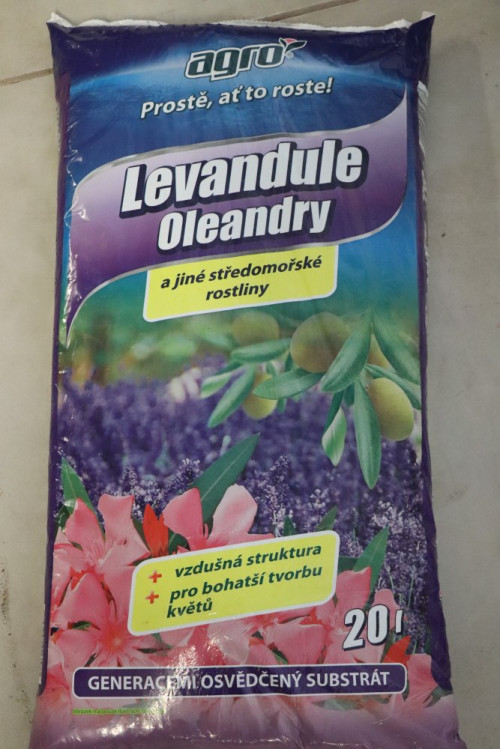 agro
Prostě, ať to roste!
Levandule
Oleandry
a jiné středomořské
rostliny
+ vzdušná struktura
+ pro bohatší tvorbu
květů
20 l
GENERACEMI OSVĚDČENÝ SUBSTRÁT